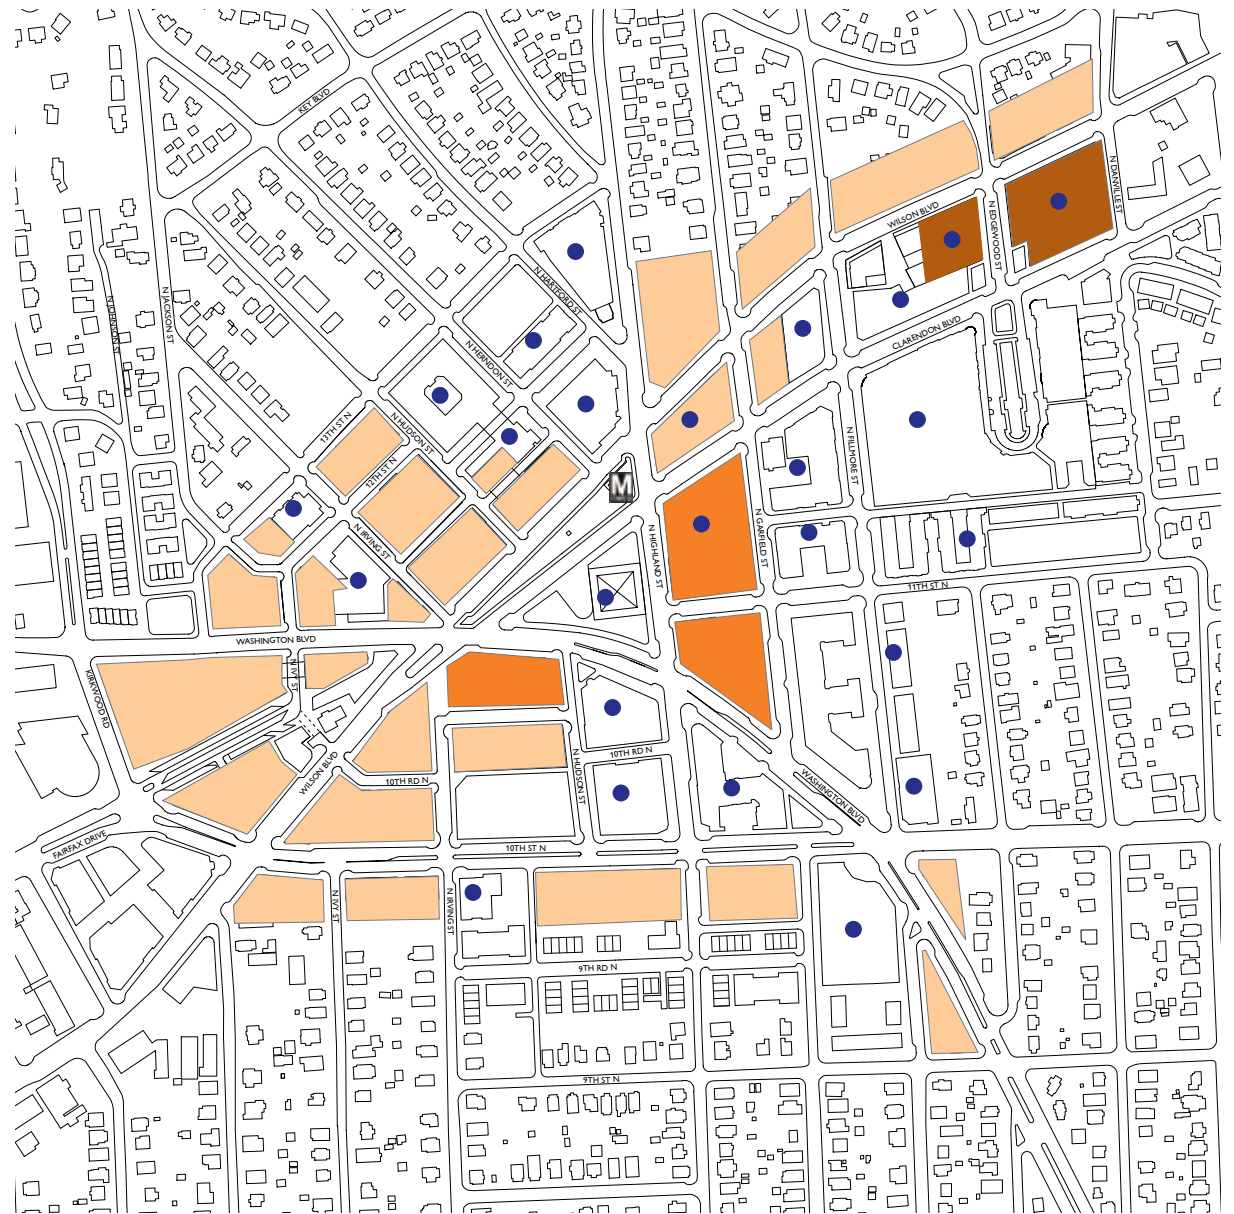 KEY BLVD
N DANVILLE ST
WILSON BLVD
N EDGEWOOD ST
N HARTFORD ST
N JACKSON ST
N JOHNSON ST
CLARENDON BLVD
N HERNDON ST
13TH ST N
N HUDSON ST
12TH ST N
N FILLMORE ST
M
N IRVING ST
N HIGHLAND ST
N GARFIELD ST
11TH ST N
WASHINGTON BLVD
N IVY ST
KIRKWOOD RD
WILSON BLVD
10TH RD N
N HUDSON ST
10TH RD N
WASHINGTON BLVD
FAIRFAX DRIVE
10TH ST N
N IVY ST
N IRVING ST
9TH RD N
9TH ST N